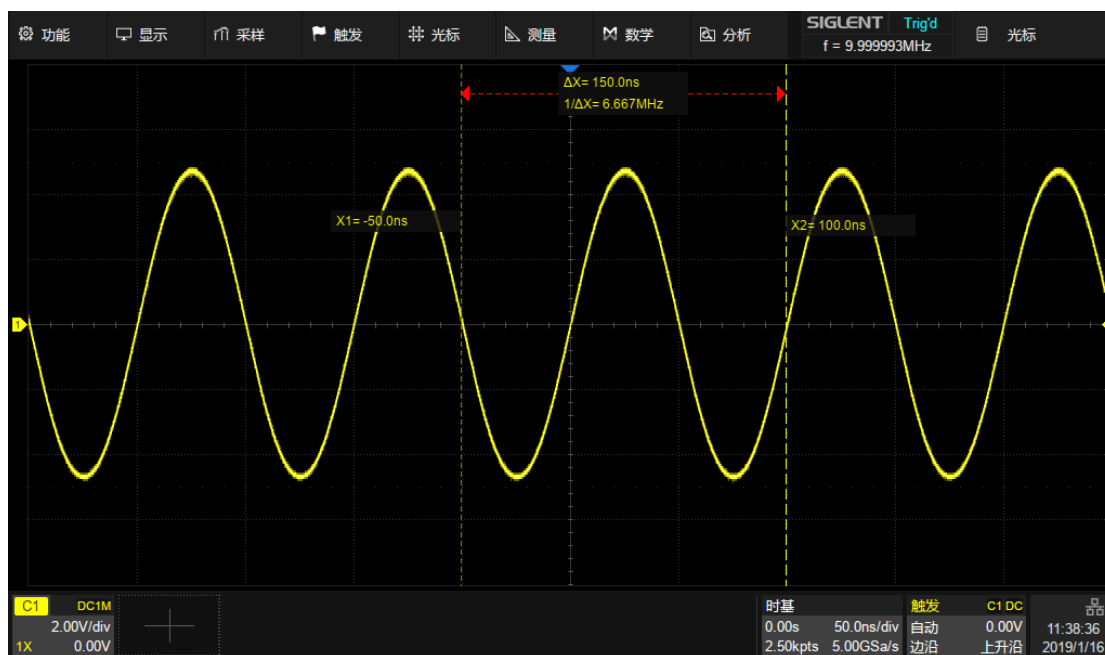 功能 显示 采样 触发 光标 测量 数学 分析 SIGLENT Trig'd 光标
f = 9.999993MHz
ΔX= 150.0ns
1/ΔX= 6.667MHz
X1= -50.0ns
X2= 100.0ns
1
C1 DC1M 时基 触发 C1 DC
2.00V/div 0.00s 50.0ns/div 自动 0.00V 11:38:36
1X 0.00V 2.50kpts 5.00GSa/s 边沿 上升沿 2019/1/16